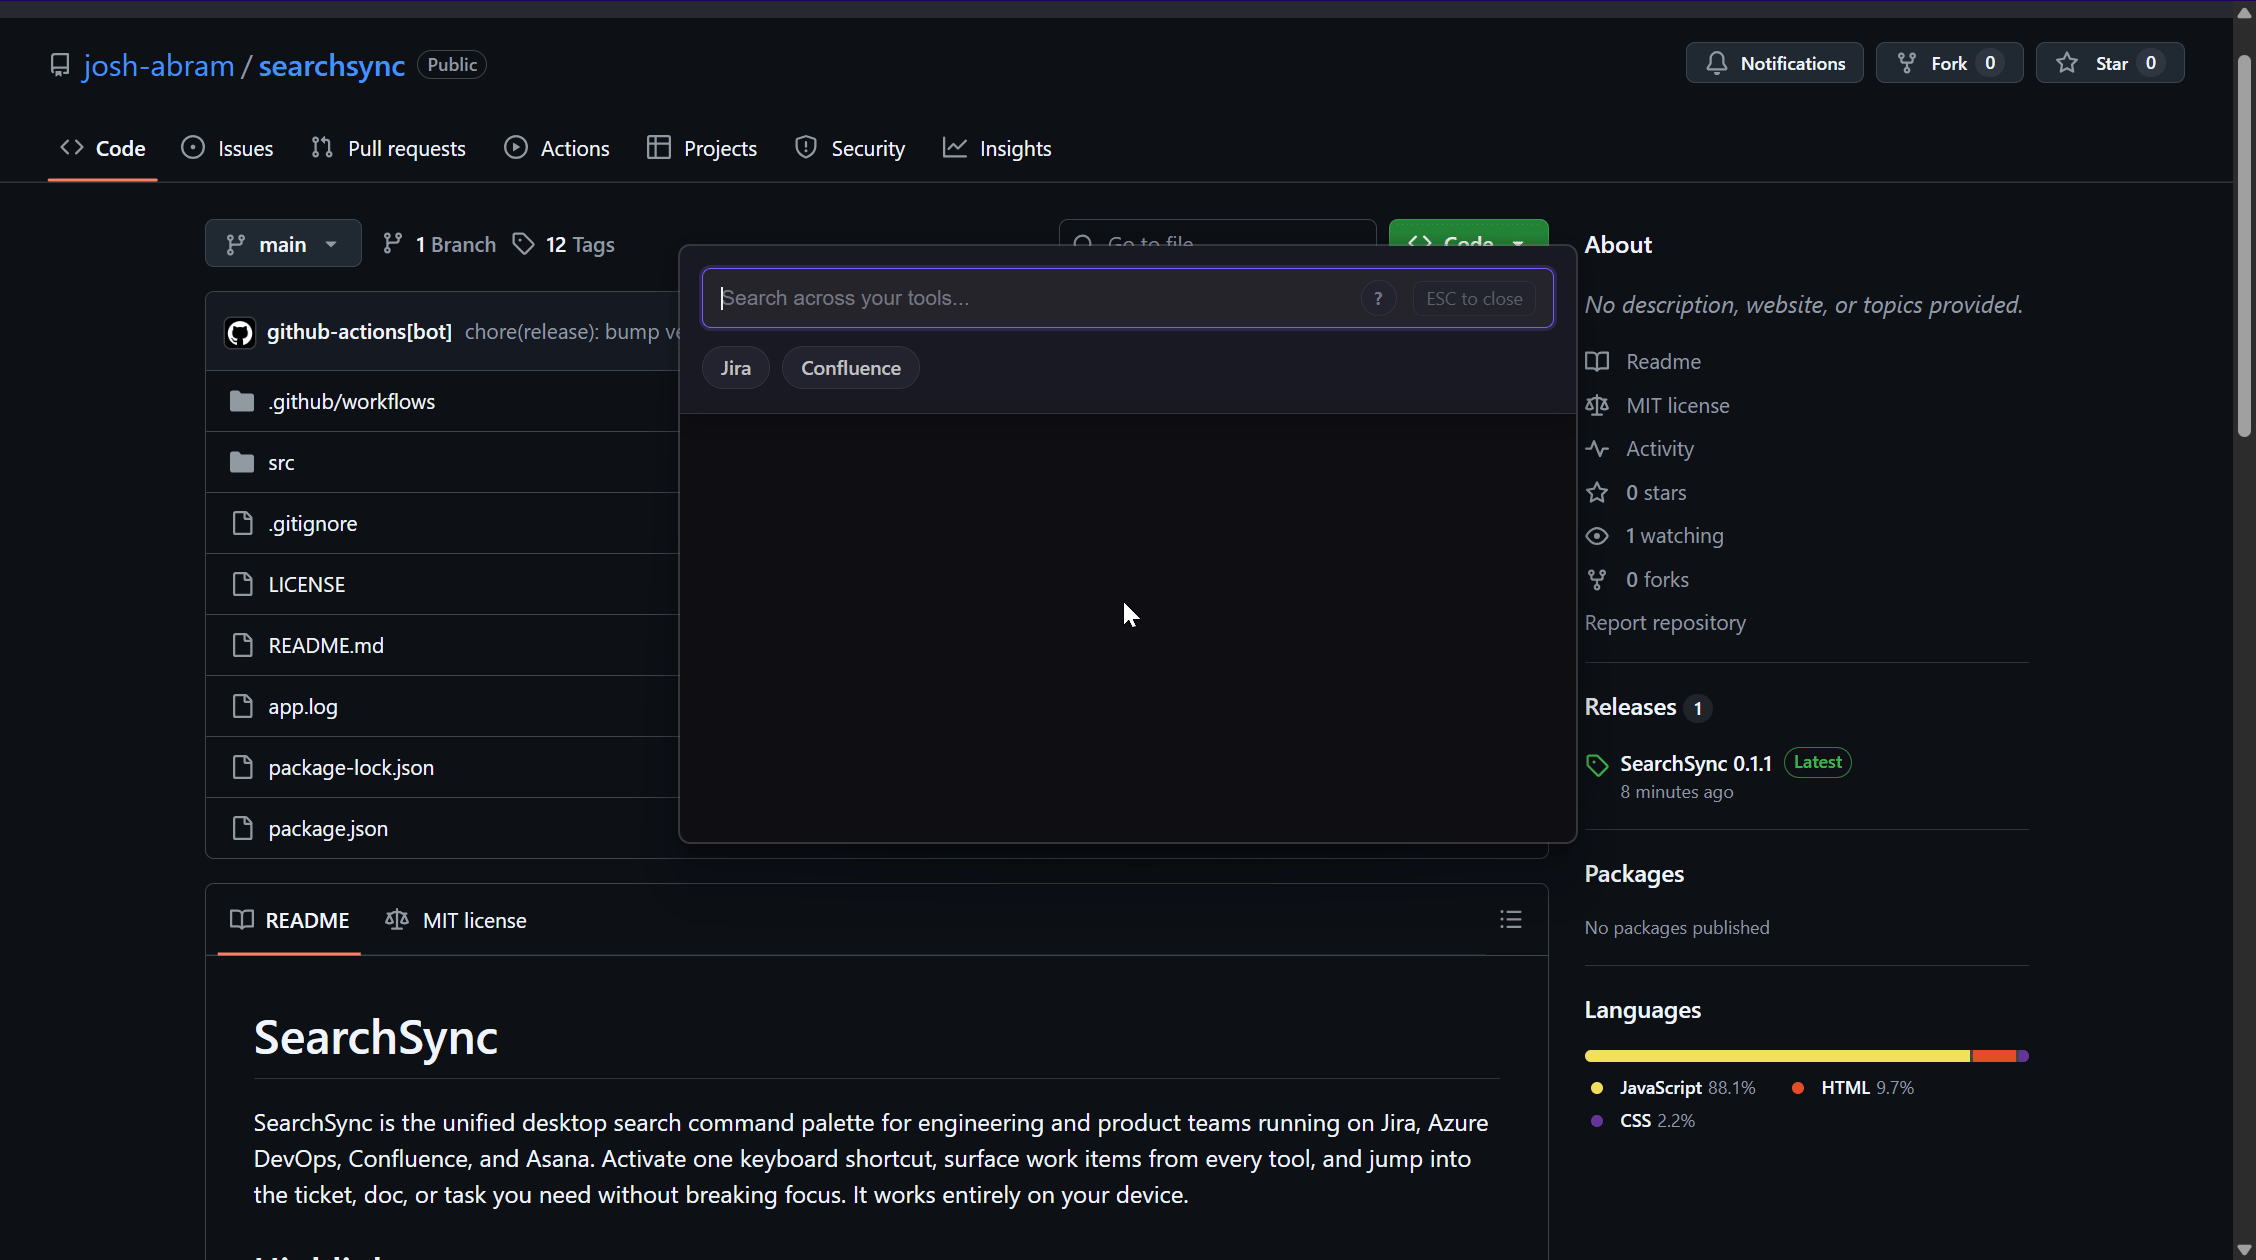 josh-abram / searchsync Public
Notifications
Fork 0
Star 0
Code
Issues
Pull requests
Actions
Projects
Security
Insights
main
1 Branch
12 Tags
Go to file
Code
Search across your tools...
?
ESC to close
Jira
Confluence
github-actions[bot] chore(release): bump
.github/workflows
src
.gitignore
LICENSE
README.md
app.log
package-lock.json
package.json
README
MIT license
SearchSync
SearchSync is the unified desktop search command palette for engineering and product teams running on Jira, Azure
DevOps, Confluence, and Asana. Activate one keyboard shortcut, surface work items from every tool, and jump into
the ticket, doc, or task you need without breaking focus. It works entirely on your device.
About
No description, website, or topics provided.
Readme
MIT license
Activity
0 stars
1 watching
0 forks
Report repository
Releases 1
SearchSync 0.1.1 Latest
8 minutes ago
Packages
No packages published
Languages
JavaScript 88.1%
HTML 9.7%
CSS 2.2%